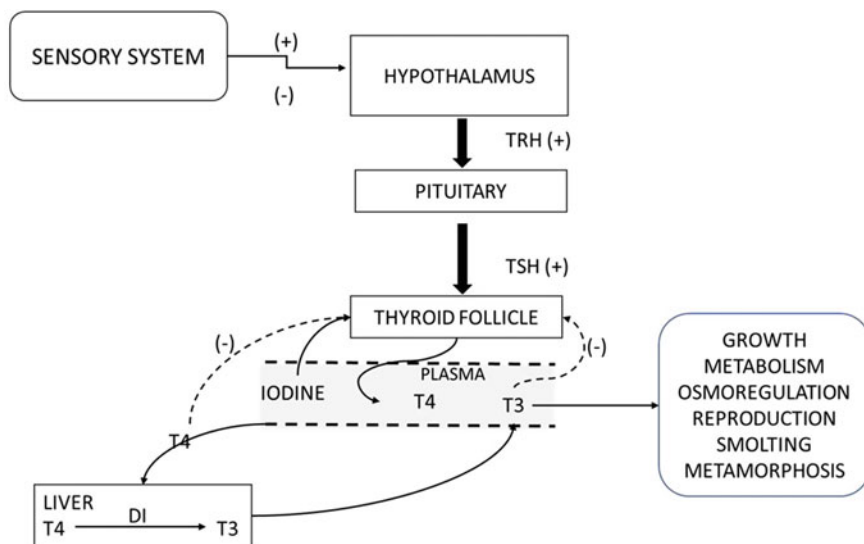 SENSORY SYSTEM
(+)
(-)
HYPOTHALAMUS
TRH (+)
PITUITARY
TSH (+)
THYROID FOLLICLE
(-)
(-)
IODINE
PLASMA
T4
T3
T4
GROWTH
METABOLISM
OSMOREGULATION
REPRODUCTION
SMOLTING
METAMORPHOSIS
LIVER
T4 DI T3